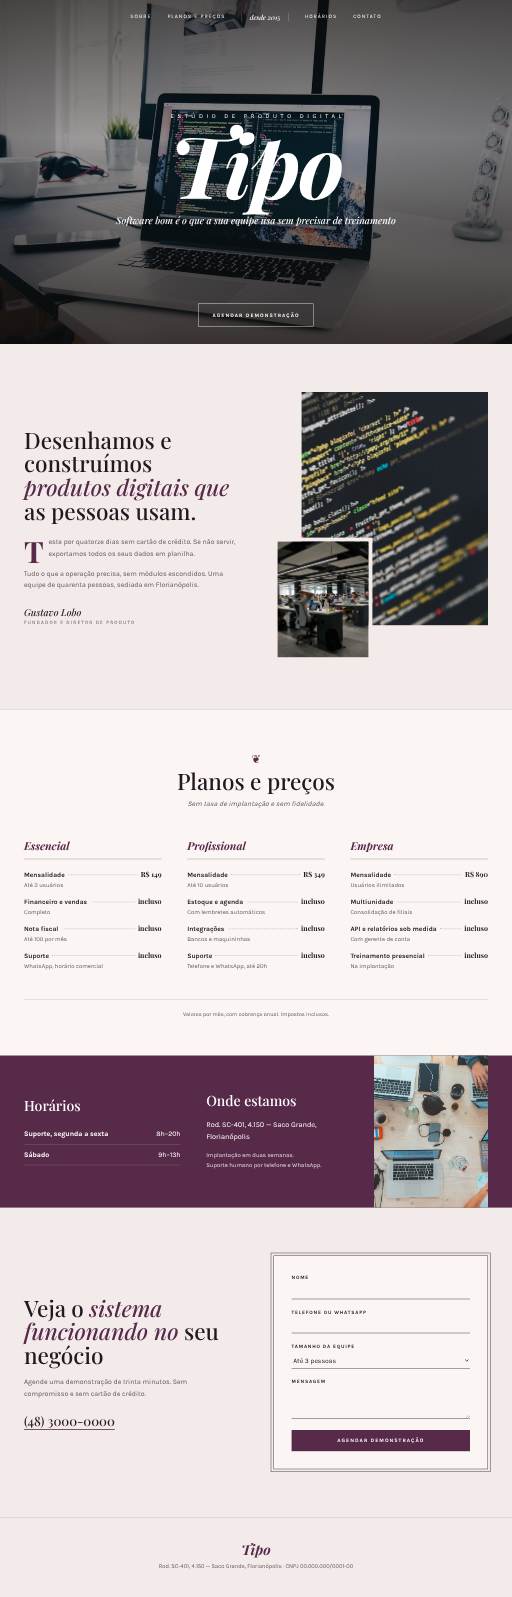 SOBRE PLANOS E PREÇOS desde 2015 HORÁRIOS CONTATO
ESTÚDIO DE PRODUTO DIGITAL
Tipo
Software bom é o que a sua equipe usa sem precisar de treinamento
AGENDAR DEMONSTRAÇÃO
Desenhamos e
construímos
produtos digitais que
as pessoas usam.
Teste por quatorze dias sem cartão de crédito. Se não servir,
exportamos todos os seus dados em planilha.
Tudo o que a operação precisa, sem módulos escondidos. Uma
equipe de quarenta pessoas, sediada em Florianópolis.
Gustavo Lobo
FUNDADOR E DIRETOR DE PRODUTO
❦
Planos e preços
Sem taxa de implantação e sem fidelidade.
Essencial
Mensalidade R$ 149
Até 3 usuários
Financeiro e vendas incluso
Completo
Nota fiscal incluso
Até 100 por mês
Suporte incluso
WhatsApp, horário comercial
Profissional
Mensalidade R$ 349
Até 10 usuários
Estoque e agenda incluso
Com lembretes automáticos
Integrações incluso
Bancos e maquininhas
Suporte incluso
Telefone e WhatsApp, até 20h
Empresa
Mensalidade R$ 890
Usuários ilimitados
Multiunidade incluso
Consolidação de filiais
API e relatórios sob medida incluso
Com gerente de conta
Treinamento presencial incluso
Na implantação
Valores por mês, com cobrança anual. Impostos inclusos.
Horários
Suporte, segunda a sexta 8h–20h
Sábado 9h–13h
Onde estamos
Rod. SC-401, 4.150 — Saco Grande,
Florianópolis
Implantação em duas semanas.
Suporte humano por telefone e WhatsApp.
Veja o sistema
funcionando no seu
negócio
Agende uma demonstração de trinta minutos. Sem
compromisso e sem cartão de crédito.
(48) 3000-0000
NOME
TELEFONE OU WHATSAPP
TAMANHO DA EQUIPE
Até 3 pessoas
MENSAGEM
AGENDAR DEMONSTRAÇÃO
Tipo
Rod. SC-401, 4.150 — Saco Grande, Florianópolis · CNPJ 00.000.000/0001-00